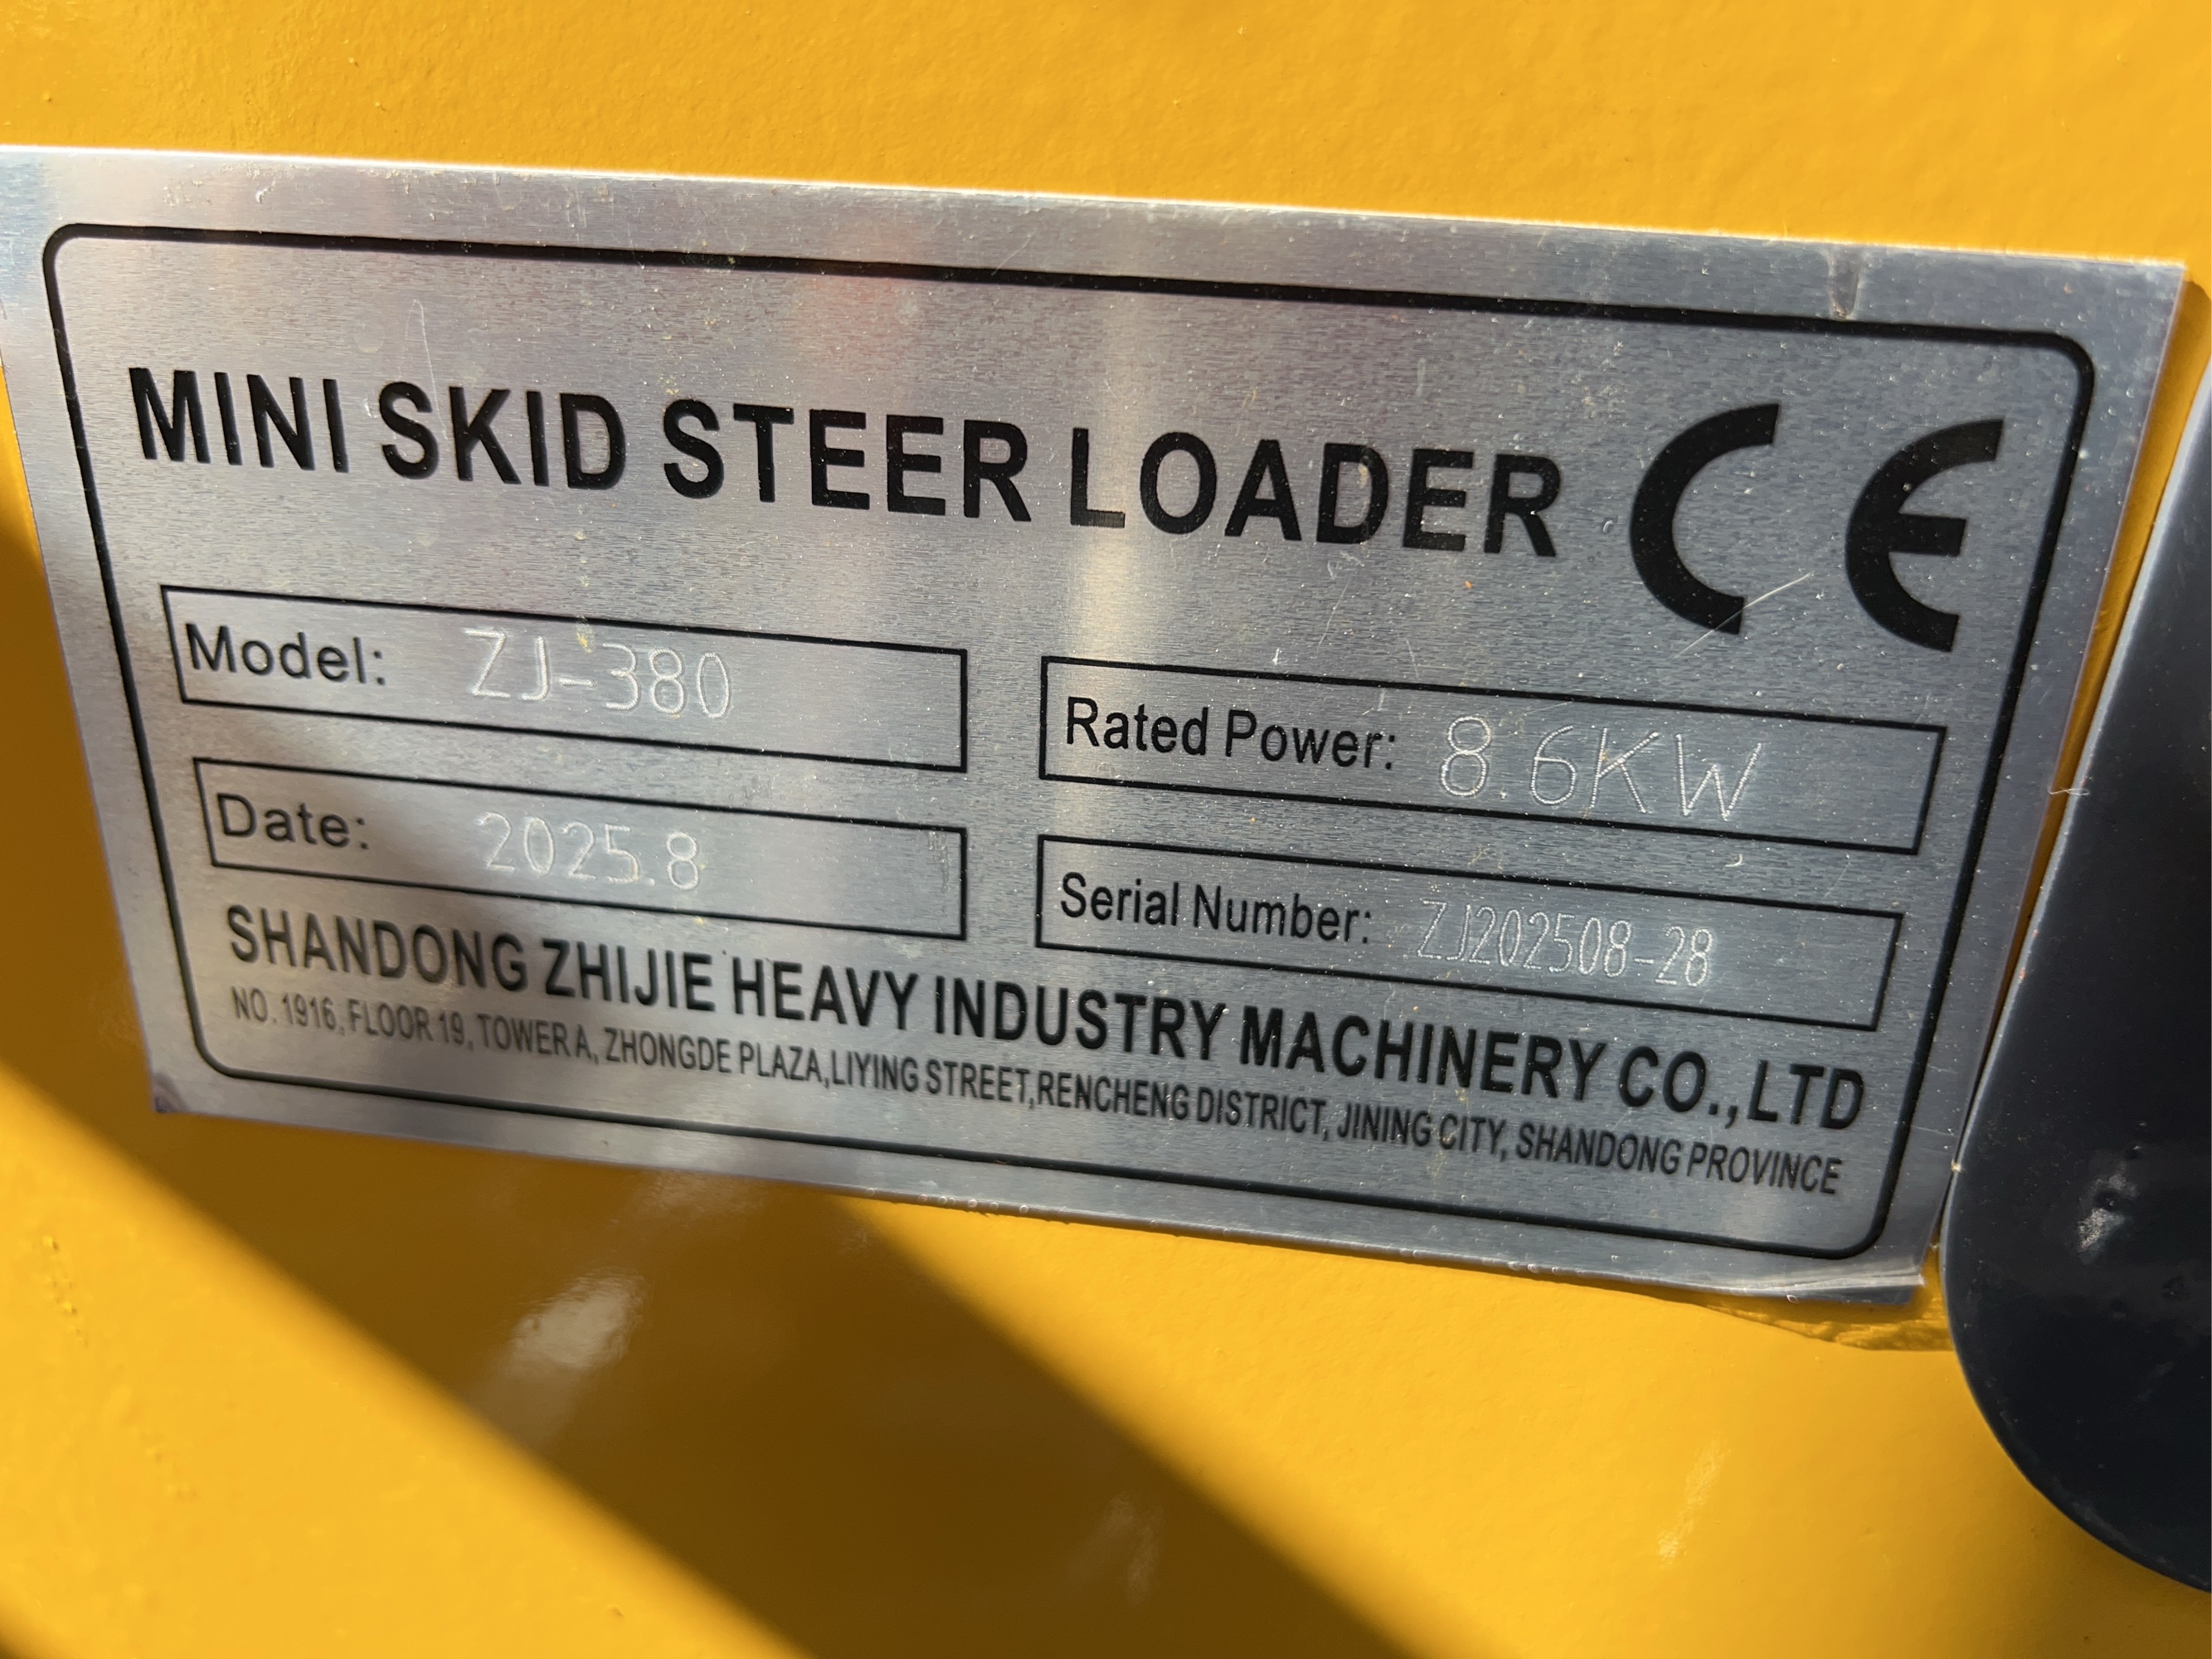 MINI SKID STEER LOADER CE
Model: ZJ-380
Rated Power: 8.6KW
Date: 2025.8
Serial Number: ZJ202508-28
SHANDONG ZHIJIE HEAVY INDUSTRY MACHINERY CO.,LTD
NO. 1916, FLOOR 19, TOWER A, ZHONGDE PLAZA,LIYING STREET,RENCHENG DISTRICT, JINING CITY, SHANDONG PROVINCE